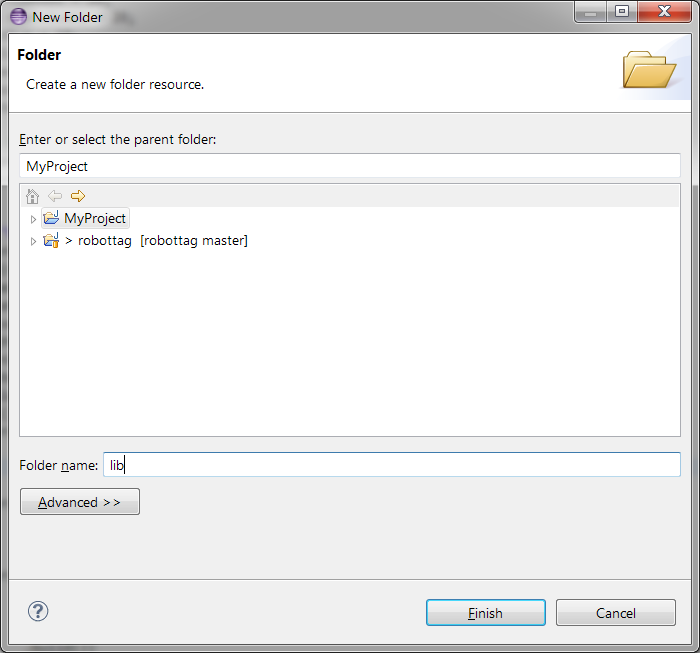 New Folder
Folder
Create a new folder resource.
Enter or select the parent folder:
MyProject
MyProject
> robottag [robottag master]
Folder name: lib
Advanced >>
?
Finish Cancel